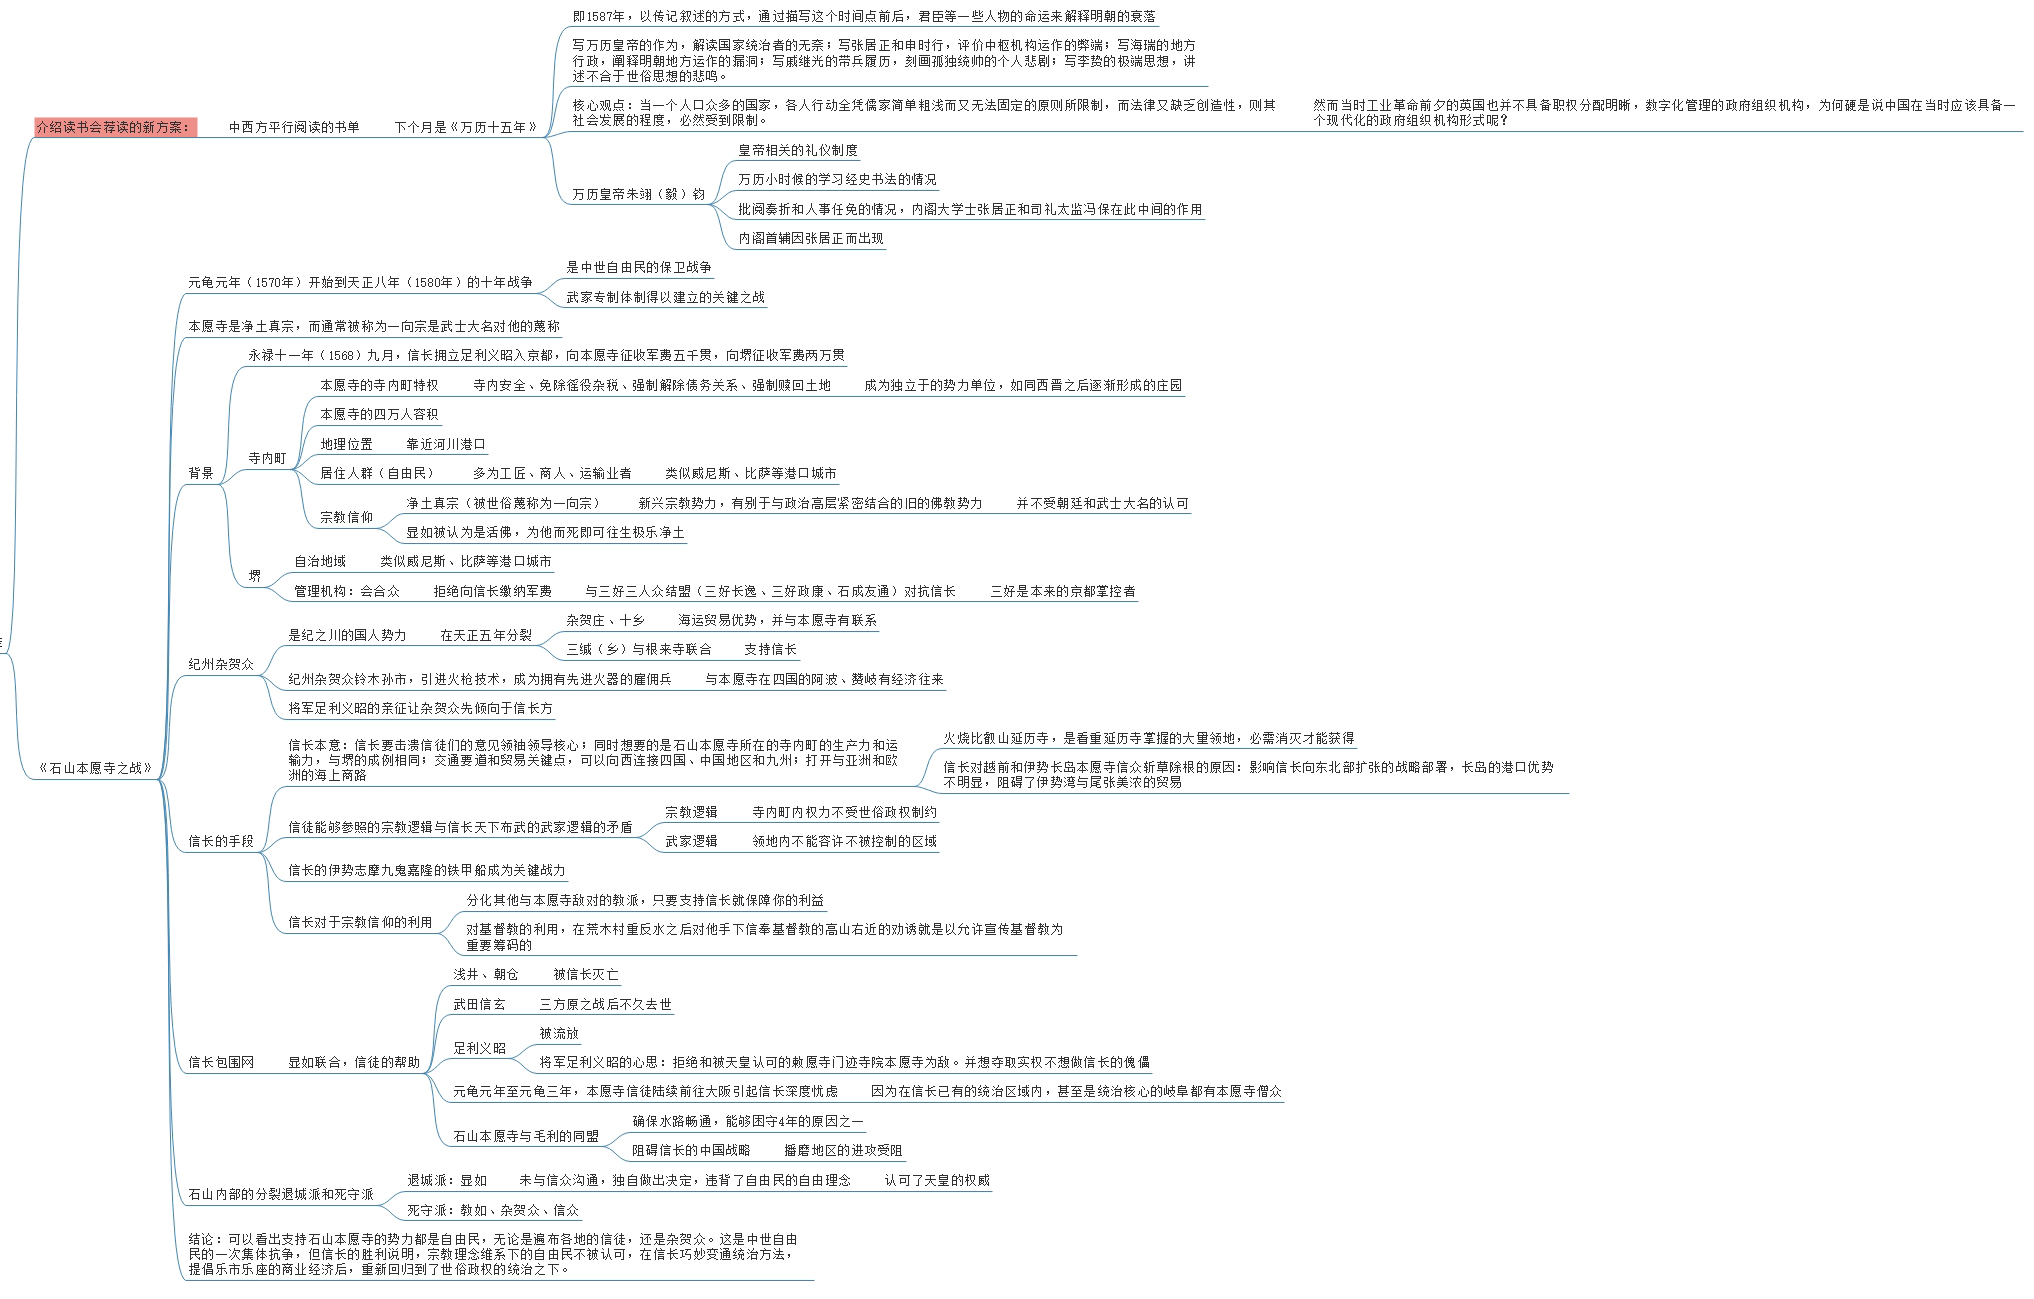 介绍读书会荐读的新方案：
中西方平行阅读的书单
下个月是《万历十五年》
即1587年，以传记叙述的方式，通过描写这个时间点前后，君臣等一些人物的命运来解释明朝的衰落
写万历皇帝的作为，解读国家统治者的无奈；写张居正和申时行，评价中枢机构运作的弊端；写海瑞的地方
行政，阐释明朝地方运作的漏洞；写戚继光的带兵履历，刻画孤独统帅的个人悲剧；写李贽的极端思想，讲
述不合于世俗思想的悲鸣。
核心观点：当一个人口众多的国家，各人行动全凭儒家简单粗浅而又无法固定的原则所限制，而法律又缺乏创造性，则其
社会发展的程度，必然受到限制。
然而当时工业革命前夕的英国也并不具备职权分配明晰，数字化管理的政府组织机构，为何硬是说中国在当时应该具备一
个现代化的政府组织机构形式呢？
万历皇帝朱翊（毅）钧
皇帝相关的礼仪制度
万历小时候的学习经史书法的情况
批阅奏折和人事任免的情况，内阁大学士张居正和司礼太监冯保在此中间的作用
内阁首辅因张居正而出现
《石山本愿寺之战》
元龟元年（1570年）开始到天正八年（1580年）的十年战争
是中世自由民的保卫战争
武家专制体制得以建立的关键之战
本愿寺是净土真宗，而通常被称为一向宗是武士大名对他的蔑称
背景
永禄十一年（1568）九月，信长拥立足利义昭入京都，向本愿寺征收军费五千贯，向堺征收军费两万贯
寺内町
本愿寺的寺内町特权
寺内安全、免除徭役杂税、强制解除债务关系、强制赎回土地
成为独立于的势力单位，如同西晋之后逐渐形成的庄园
本愿寺的四万人容积
地理位置
靠近河川港口
居住人群（自由民）
多为工匠、商人、运输业者
类似威尼斯、比萨等港口城市
宗教信仰
净土真宗（被世俗蔑称为一向宗）
新兴宗教势力，有别于与政治高层紧密结合的旧的佛教势力
并不受朝廷和武士大名的认可
显如被认为是活佛，为他而死即可往生极乐净土
堺
自治地域
类似威尼斯、比萨等港口城市
管理机构：会合众
拒绝向信长缴纳军费
与三好三人众结盟（三好长逸、三好政康、石成友通）对抗信长
三好是本来的京都掌控者
纪州杂贺众
是纪之川的国人势力
在天正五年分裂
杂贺庄、十乡
海运贸易优势，并与本愿寺有联系
三缄（乡）与根来寺联合
支持信长
纪州杂贺众铃木孙市，引进火枪技术，成为拥有先进火器的雇佣兵
与本愿寺在四国的阿波、赞岐有经济往来
将军足利义昭的亲征让杂贺众先倾向于信长方
信长的手段
信长本意：信长要击溃信徒们的意见领袖领导核心；同时想要的是石山本愿寺所在的寺内町的生产力和运
输力，与堺的成例相同；交通要道和贸易关键点，可以向西连接四国、中国地区和九州；打开与亚洲和欧
洲的海上商路
火烧比叡山延历寺，是看重延历寺掌握的大量领地，必需消灭才能获得
信长对越前和伊势长岛本愿寺信众斩草除根的原因：影响信长向东北部扩张的战略部署，长岛的港口优势
不明显，阻碍了伊势湾与尾张美浓的贸易
信徒能够参照的宗教逻辑与信长天下布武的武家逻辑的矛盾
宗教逻辑
寺内町内权力不受世俗政权制约
武家逻辑
领地内不能容许不被控制的区域
信长的伊势志摩九鬼嘉隆的铁甲船成为关键战力
信长对于宗教信仰的利用
分化其他与本愿寺敌对的教派，只要支持信长就保障你的利益
对基督教的利用，在荒木村重反水之后对他手下信奉基督教的高山右近的劝诱就是以允许宣传基督教为
重要筹码的
信长包围网
显如联合，信徒的帮助
浅井、朝仓
被信长灭亡
武田信玄
三方原之战后不久去世
足利义昭
被流放
将军足利义昭的心思：拒绝和被天皇认可的敕愿寺门迹寺院本愿寺为敌。并想夺取实权不想做信长的傀儡
元龟元年至元龟三年，本愿寺信徒陆续前往大阪引起信长深度忧虑
因为在信长已有的统治区域内，甚至是统治核心的岐阜都有本愿寺僧众
石山本愿寺与毛利的同盟
确保水路畅通，能够困守4年的原因之一
阻碍信长的中国战略
播磨地区的进攻受阻
石山内部的分裂退城派和死守派
退城派：显如
未与信众沟通，独自做出决定，违背了自由民的自由理念
认可了天皇的权威
死守派：教如、杂贺众、信众
结论：可以看出支持石山本愿寺的势力都是自由民，无论是遍布各地的信徒，还是杂贺众。这是中世自由
民的一次集体抗争，但信长的胜利说明，宗教理念维系下的自由民不被认可，在信长巧妙变通统治方法，
提倡乐市乐座的商业经济后，重新回归到了世俗政权的统治之下。